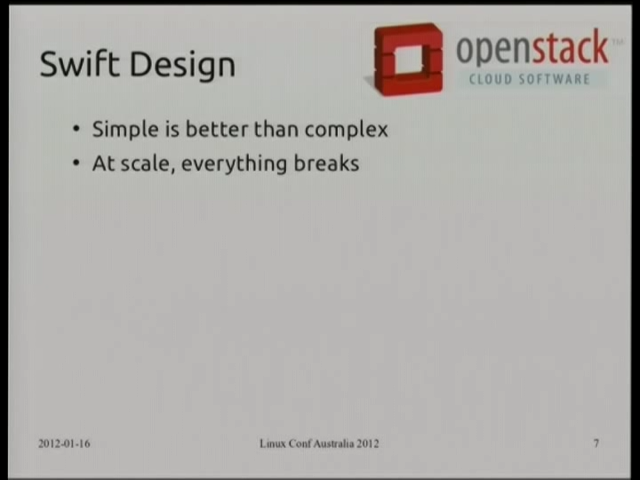 Swift Design
openstack™
CLOUD SOFTWARE
• Simple is better than complex
• At scale, everything breaks
2012-01-16
Linux Conf Australia 2012
7